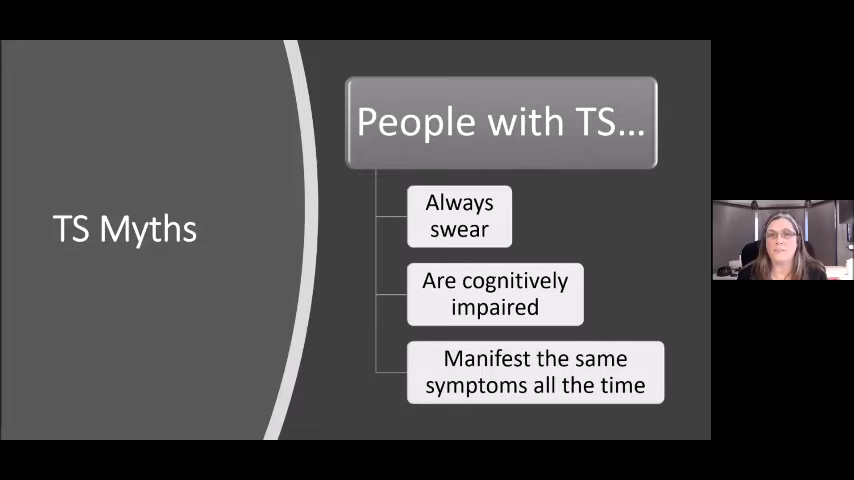 TS Myths
People with TS...
Always
swear
Are cognitively
impaired
Manifest the same
symptoms all the time